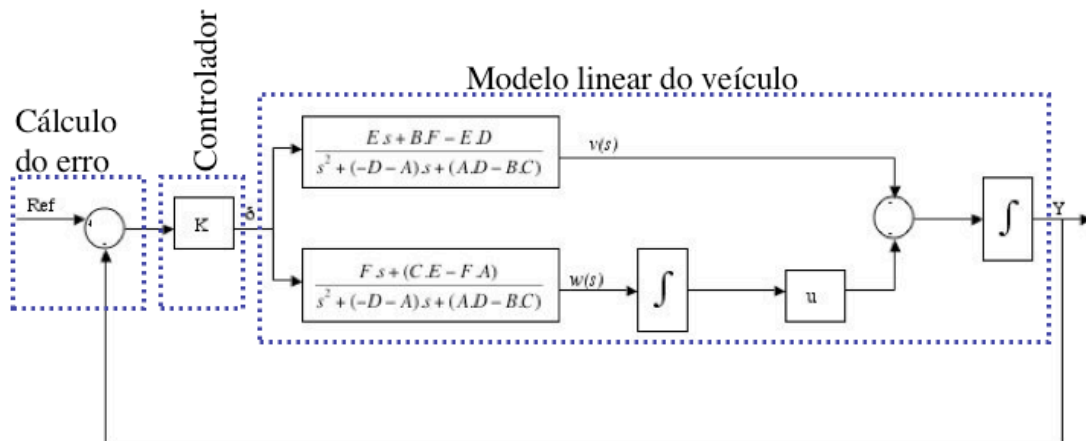 Cálculo
do erro
Controlador
Modelo linear do veículo
Ref
+
-
K
δ
E.s + B.F − E.D
s² + (−D − A).s + (A.D − B.C)
v(s)
F.s + (C.E − F.A)
s² + (−D − A).s + (A.D − B.C)
w(s)
∫
u
-
-
∫
Y